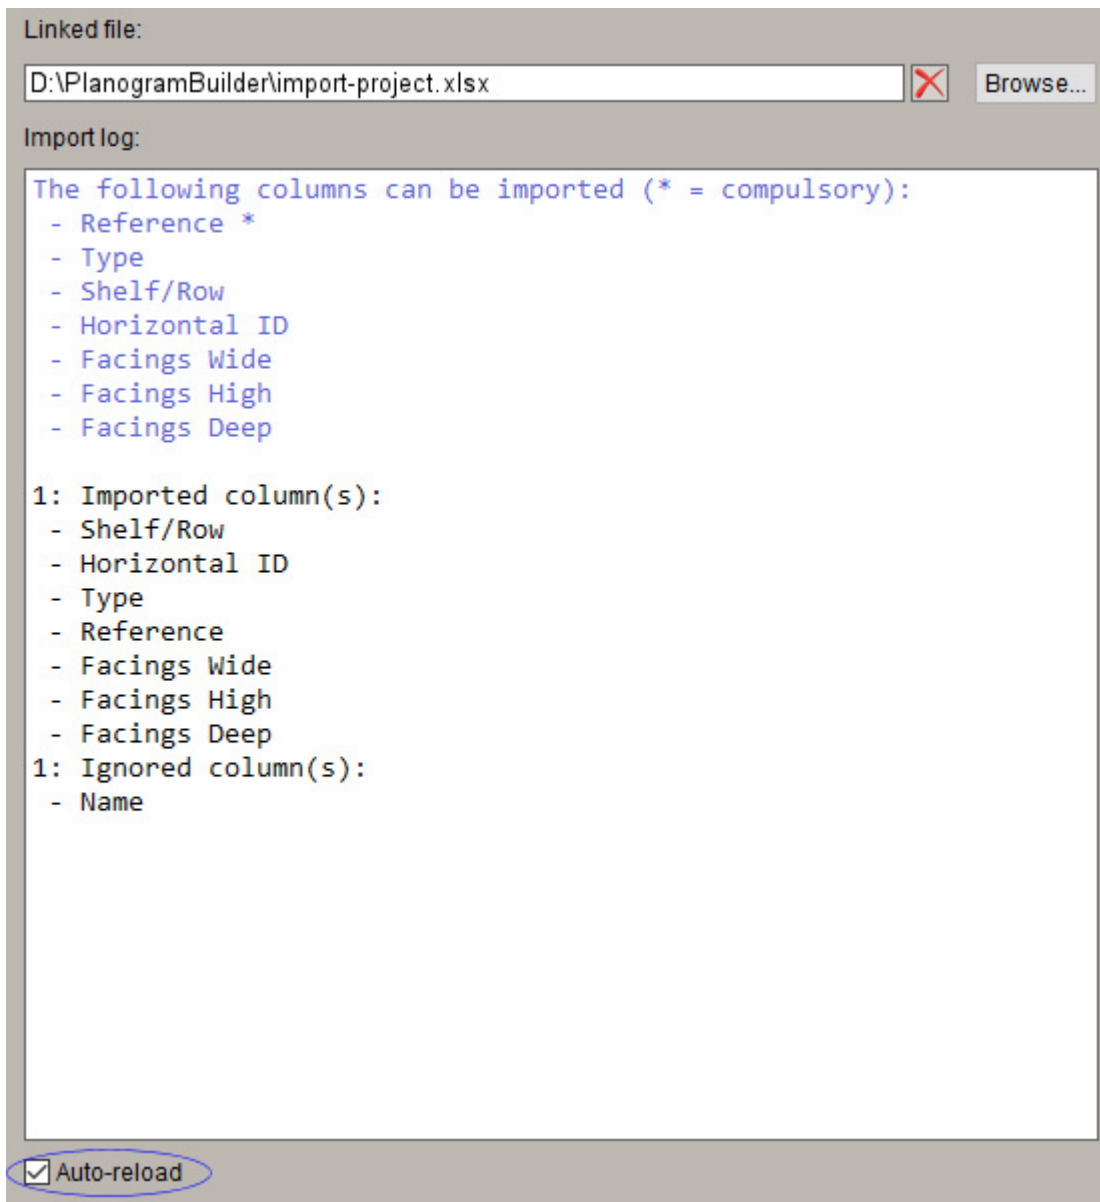 Linked file:
D:\PlanogramBuilder\import-project.xlsx Browse...
Import log:
The following columns can be imported (* = compulsory):
- Reference *
- Type
- Shelf/Row
- Horizontal ID
- Facings Wide
- Facings High
- Facings Deep
1: Imported column(s):
- Shelf/Row
- Horizontal ID
- Type
- Reference
- Facings Wide
- Facings High
- Facings Deep
1: Ignored column(s):
- Name
Auto-reload